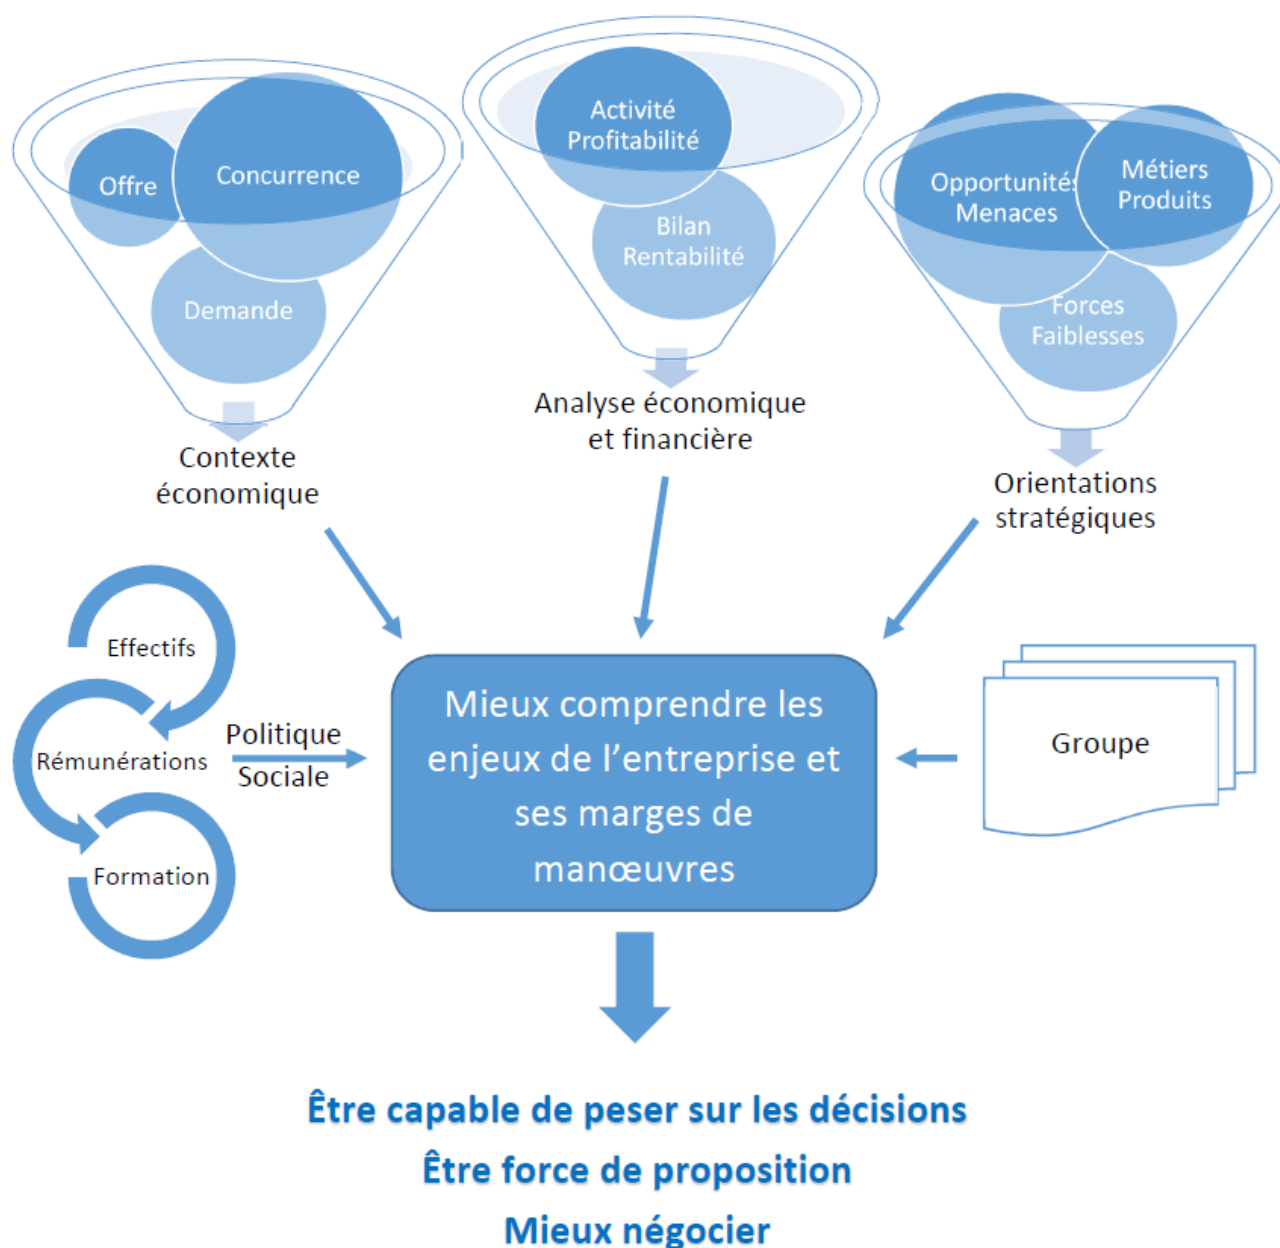 Offre
Concurrence
Demande
Contexte
économique
Activité
Profitabilité
Bilan
Rentabilité
Analyse économique
et financière
Opportunités
Menaces
Métiers
Produits
Forces
Faiblesses
Orientations
stratégiques
Effectifs
Rémunérations
Formation
Politique
Sociale
Mieux comprendre les
enjeux de l’entreprise et
ses marges de
manœuvres
Groupe
Être capable de peser sur les décisions
Être force de proposition
Mieux négocier